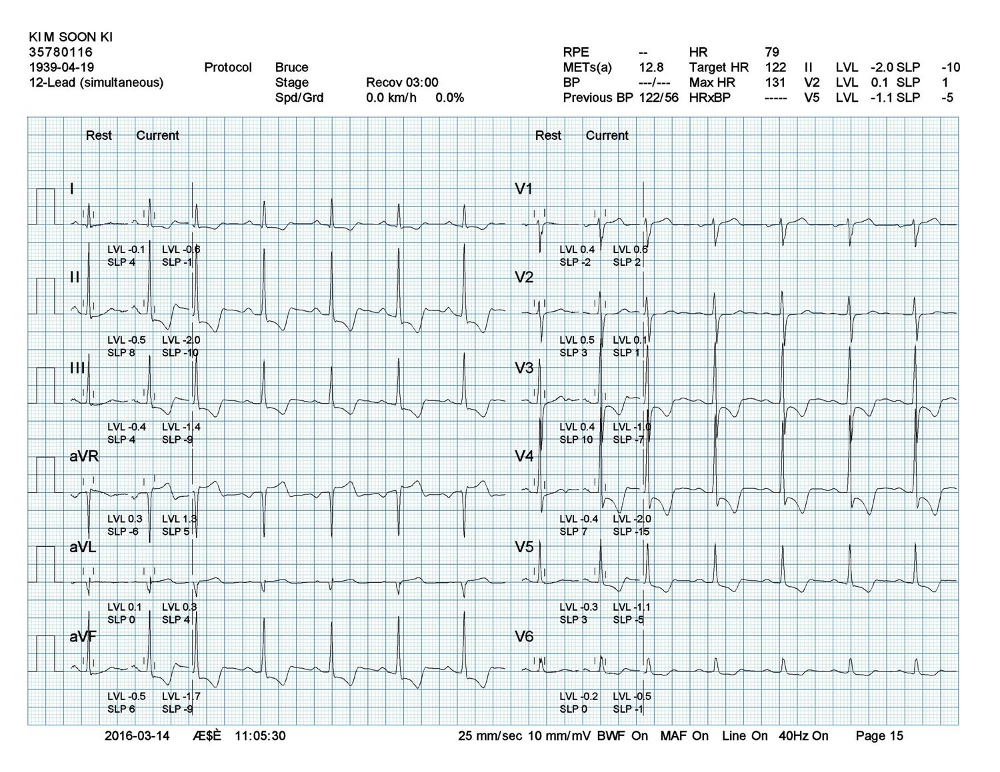 KIM SOON KI
35780116
1939-04-19 Protocol Bruce
12-Lead (simultaneous) Stage Recov 03:00
Spd/Grd 0.0 km/h 0.0%
RPE -- HR 79
METs(a) 12.8 Target HR 122 II LVL -2.0 SLP -10
BP ---/--- Max HR 131 V2 LVL 0.1 SLP 1
Previous BP 122/56 HRxBP ----- V5 LVL -1.1 SLP -5
Rest Current Rest Current
I
LVL -0.1 LVL -0.6
SLP 4 SLP -1
II
LVL -0.5 LVL -2.0
SLP 8 SLP -10
III
LVL -0.4 LVL -1.4
SLP 4 SLP -9
aVR
LVL 0.3 LVL 1.3
SLP -6 SLP 5
aVL
LVL 0.1 LVL 0.3
SLP 0 SLP 4
aVF
LVL -0.5 LVL -1.7
SLP 6 SLP -9
V1
LVL 0.4 LVL 0.6
SLP -2 SLP 2
V2
LVL 0.5 LVL 0.1
SLP 3 SLP 1
V3
LVL 0.4 LVL -1.0
SLP 10 SLP -7
V4
LVL -0.4 LVL -2.0
SLP 7 SLP -15
V5
LVL -0.3 LVL -1.1
SLP 3 SLP -5
V6
LVL -0.2 LVL -0.5
SLP 0 SLP -1
2016-03-14 Æ$È 11:05:30 25 mm/sec 10 mm/mV BWF On MAF On Line On 40Hz On Page 15